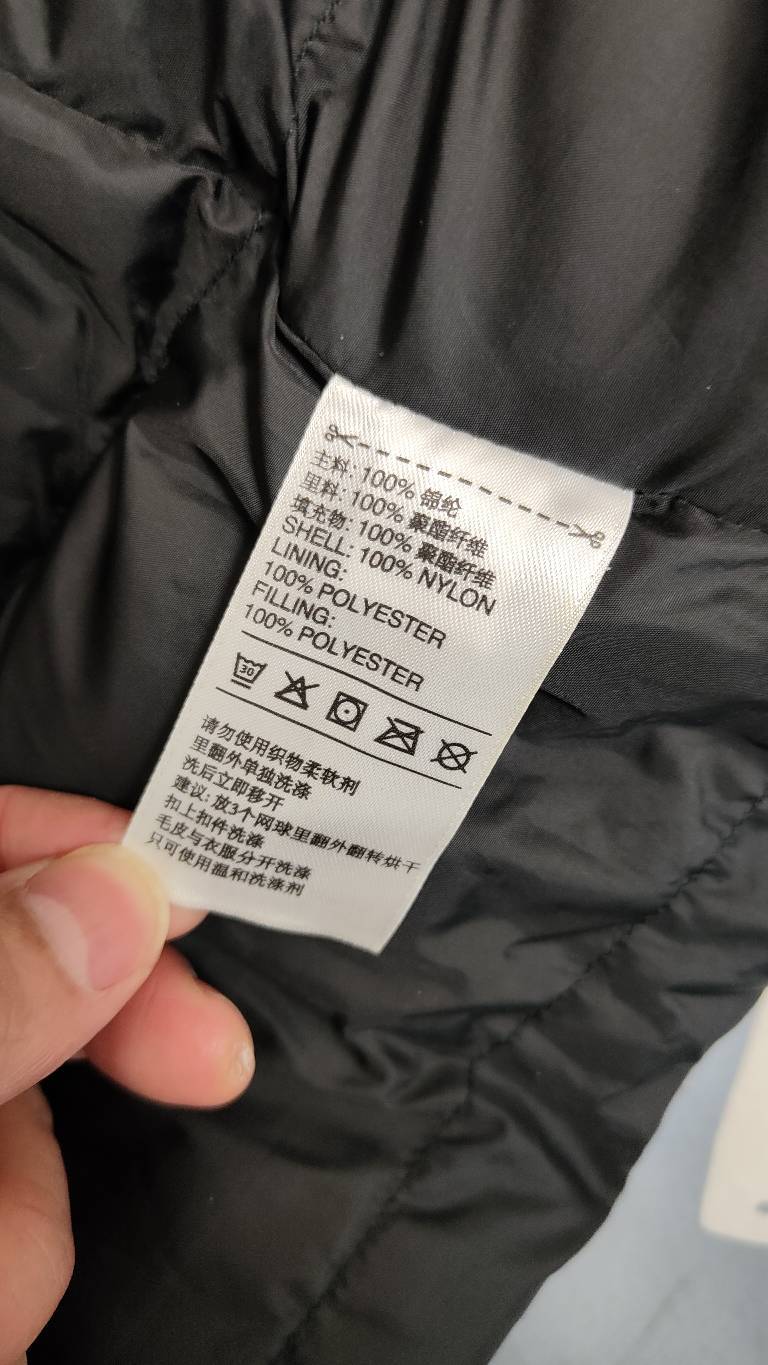 主料: 100% 锦纶
里料: 100% 聚酯纤维
填充物: 100% 聚酯纤维
SHELL: 100% NYLON
LINING:
100% POLYESTER
FILLING:
100% POLYESTER
30
请勿使用织物柔软剂
里翻外单独洗涤
洗后立即移开
建议: 放3个网球里翻外翻转烘干
扣上扣件洗涤
毛皮与衣服分开洗涤
只可使用温和洗涤剂